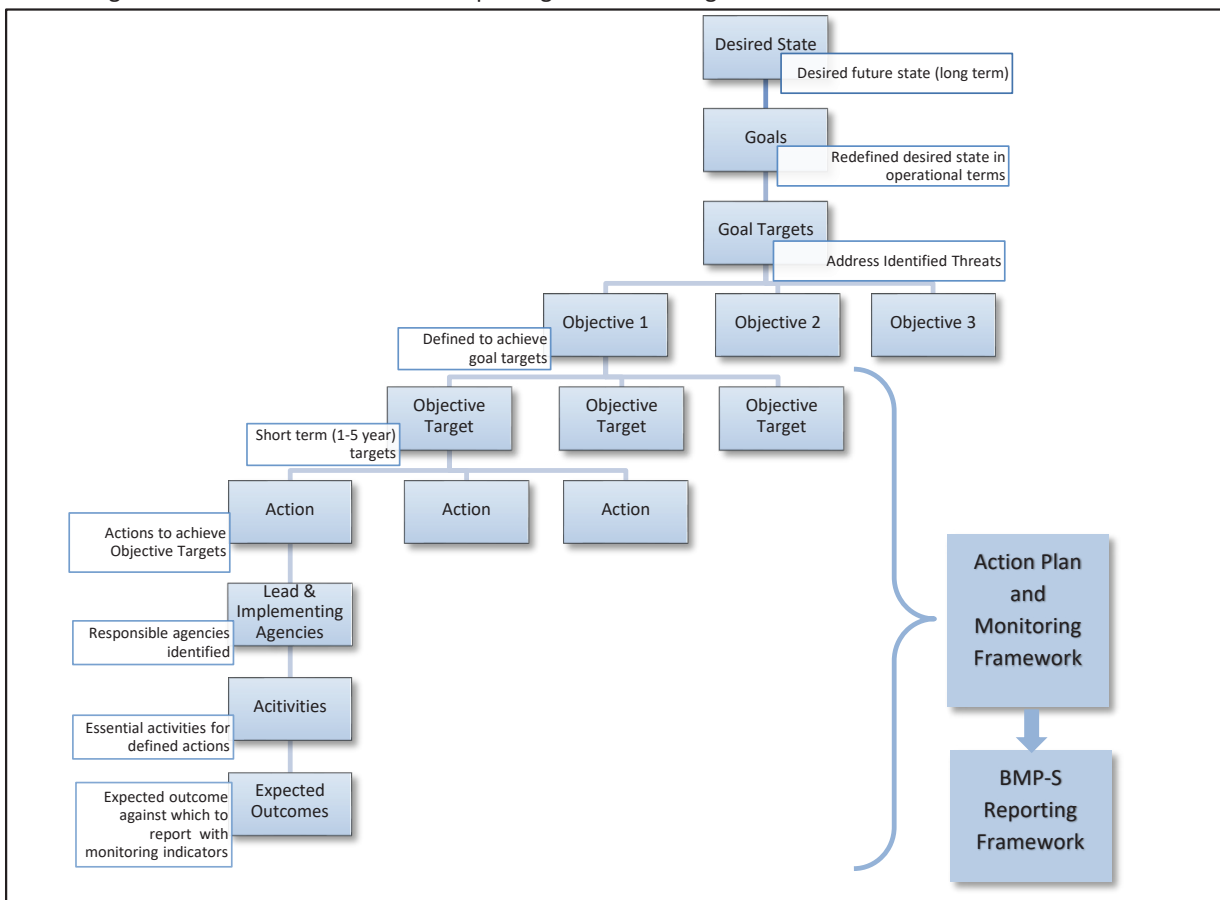 Desired State
Desired future state (long term)
Goals
Redefined desired state in
operational terms
Goal Targets
Address Identified Threats
Objective 1
Objective 2
Objective 3
Defined to achieve
goal targets
Objective
Target
Objective
Target
Objective
Target
Short term (1-5 year)
targets
Action
Action
Action
Actions to achieve
Objective Targets
Lead &
Implementing
Agencies
Responsible agencies
identified
Acitivities
Essential activities for
defined actions
Expected
Outcomes
Expected outcome
against which to
report with
monitoring indicators
Action Plan
and
Monitoring
Framework
BMP-S
Reporting
Framework